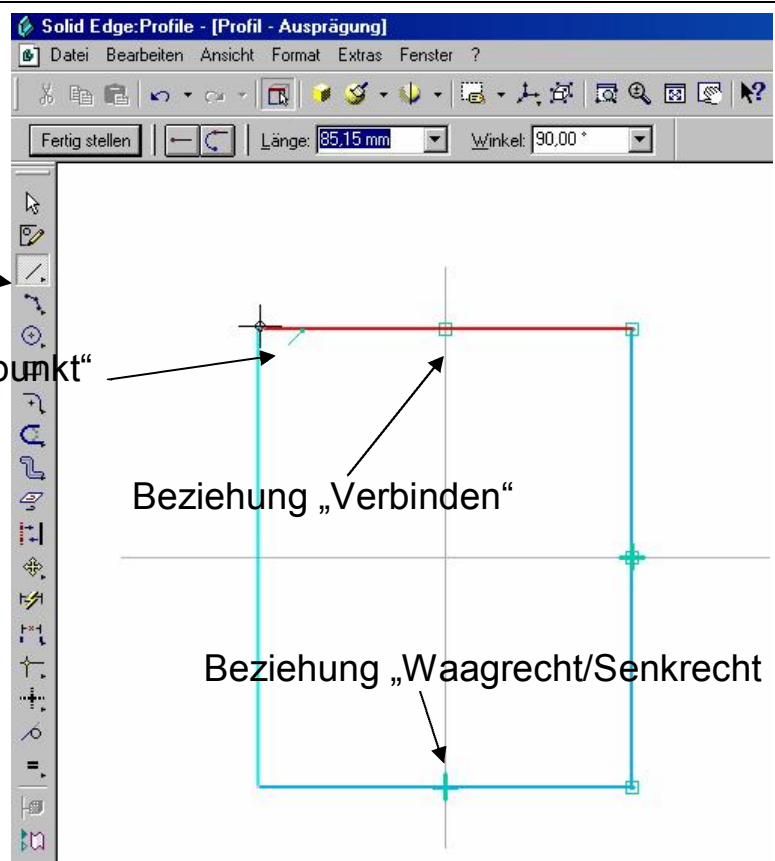 Solid Edge:Profile - [Profil - Ausprägung]
Datei Bearbeiten Ansicht Format Extras Fenster ?
Fertig stellen Länge: 85,15 mm Winkel: 90,00 °
punkt“
Beziehung „Verbinden“
Beziehung „Waagrecht/Senkrecht